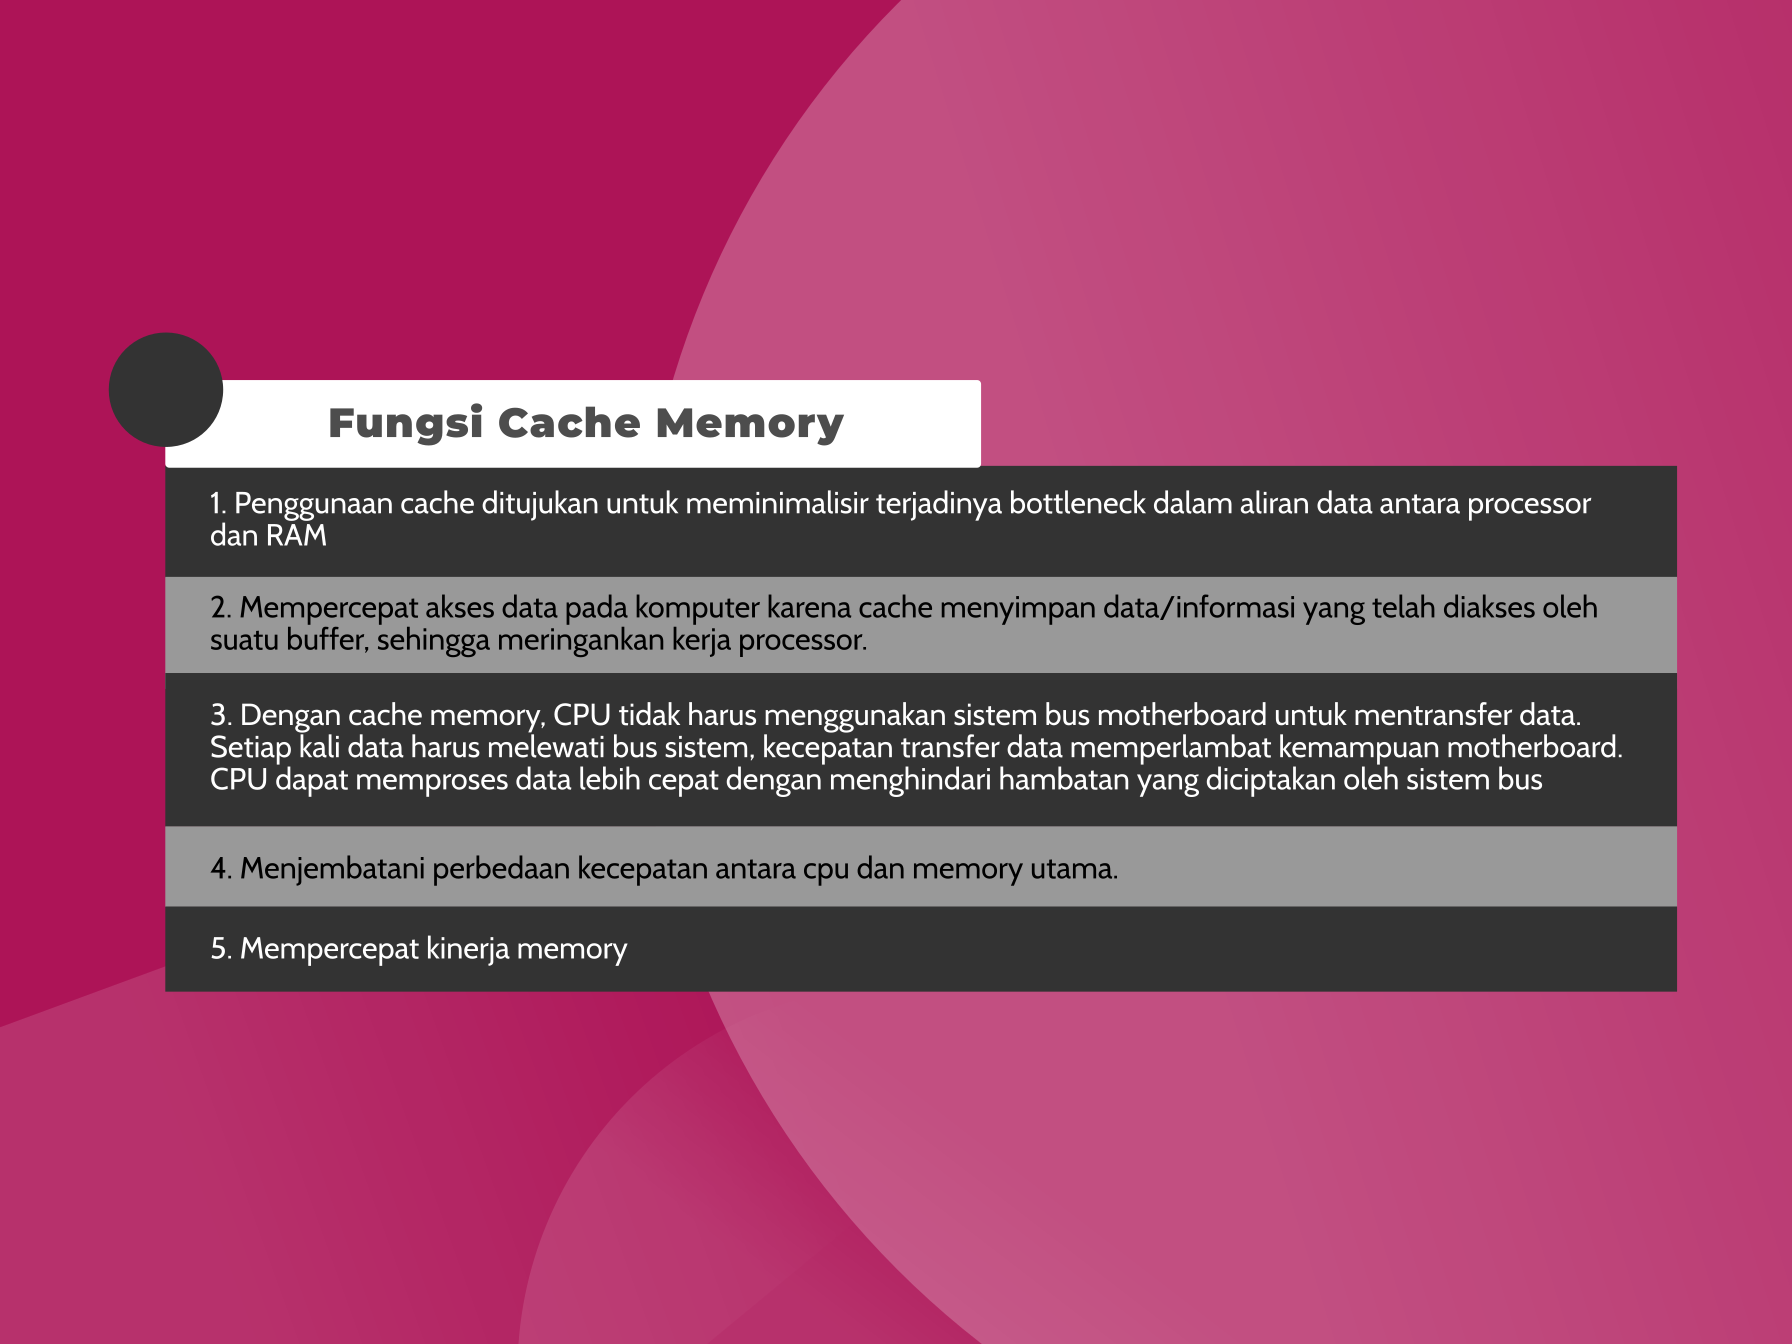 Fungsi Cache Memory
1. Penggunaan cache ditujukan untuk meminimalisir terjadinya bottleneck dalam aliran data antara processor
dan RAM
2. Mempercepat akses data pada komputer karena cache menyimpan data/informasi yang telah diakses oleh
suatu buffer, sehingga meringankan kerja processor.
3. Dengan cache memory, CPU tidak harus menggunakan sistem bus motherboard untuk mentransfer data.
Setiap kali data harus melewati bus sistem, kecepatan transfer data memperlambat kemampuan motherboard.
CPU dapat memproses data lebih cepat dengan menghindari hambatan yang diciptakan oleh sistem bus
4. Menjembatani perbedaan kecepatan antara cpu dan memory utama.
5. Mempercepat kinerja memory